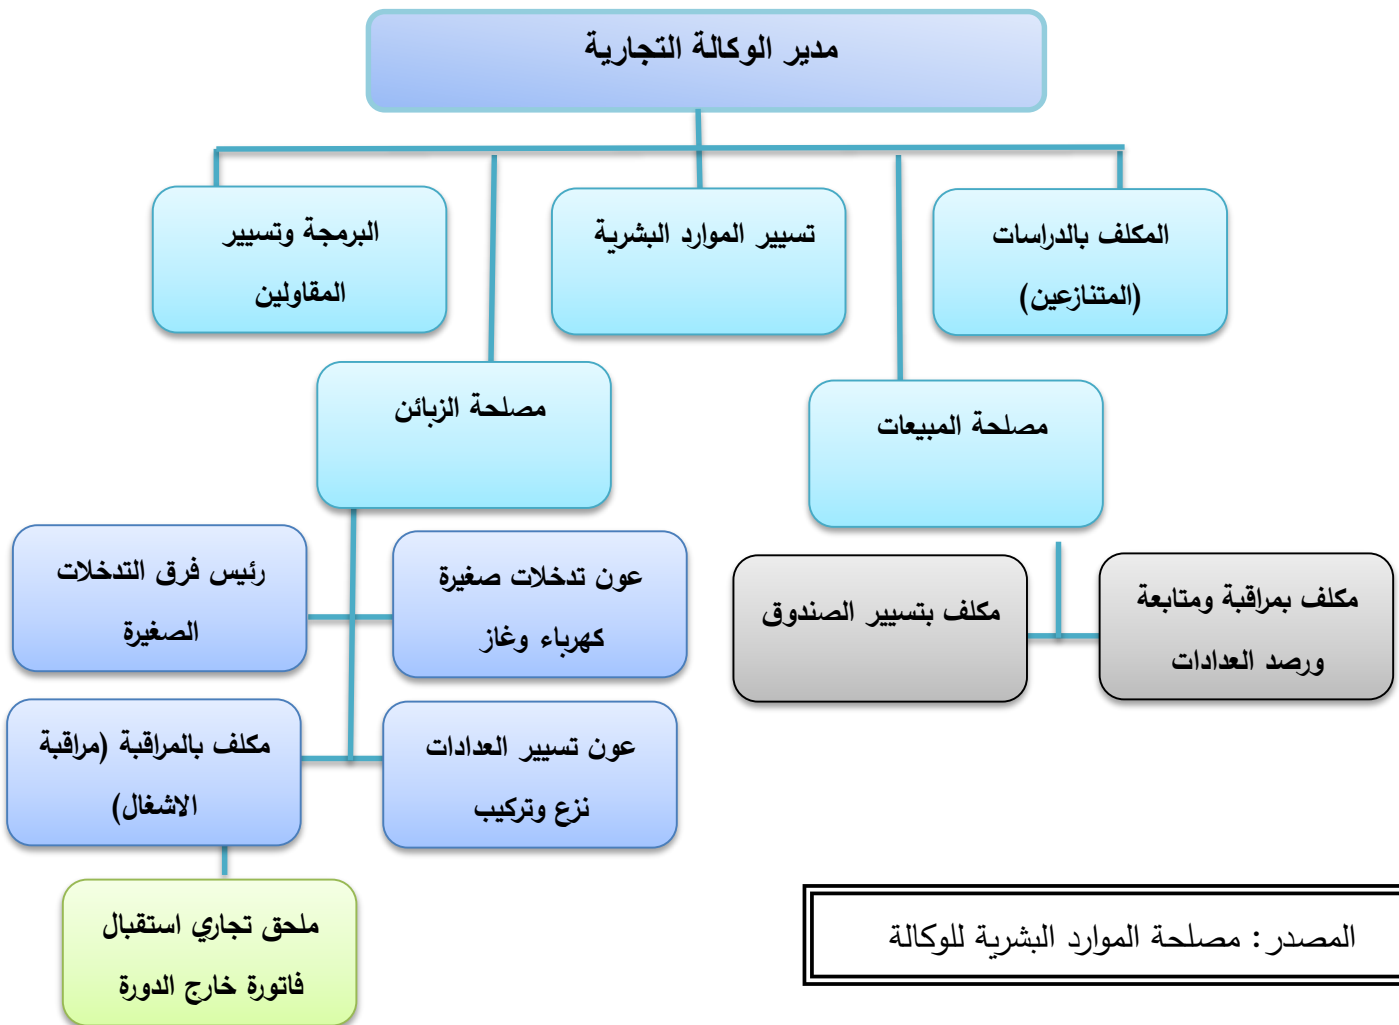 مدير الوكالة التجارية
المكلف بالدراسات
(المتنازعين)
تسيير الموارد البشرية
البرمجة وتسيير
المقاولين
مصلحة المبيعات
مصلحة الزبائن
مكلف بمراقبة ومتابعة
ورصد العدادات
مكلف بتسيير الصندوق
عون تدخلات صغيرة
كهرباء وغاز
رئيس فرق التدخلات
الصغيرة
عون تسيير العدادات
نزع وتركيب
مكلف بالمراقبة (مراقبة
الاشغال)
ملحق تجاري استقبال
فاتورة خارج الدورة
المصدر : مصلحة الموارد البشرية للوكالة